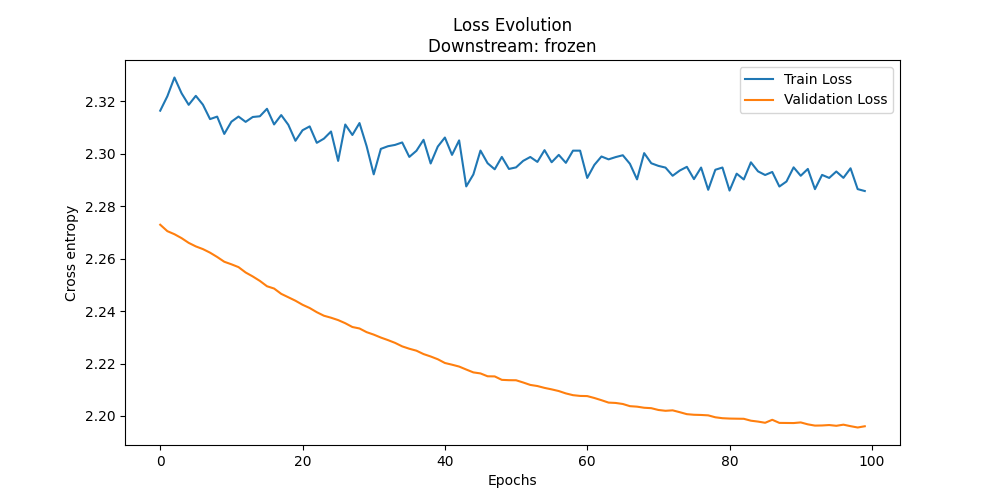 Loss Evolution
Downstream: frozen
Train Loss
Validation Loss
Cross entropy
2.32
2.30
2.28
2.26
2.24
2.22
2.20
0 20 40 60 80 100
Epochs